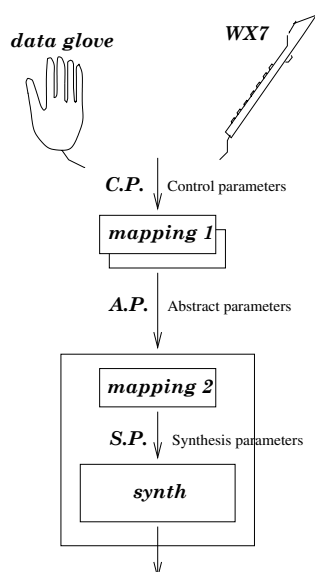 data glove
WX7
C.P. Control parameters
mapping 1
A.P. Abstract parameters
mapping 2
S.P. Synthesis parameters
synth